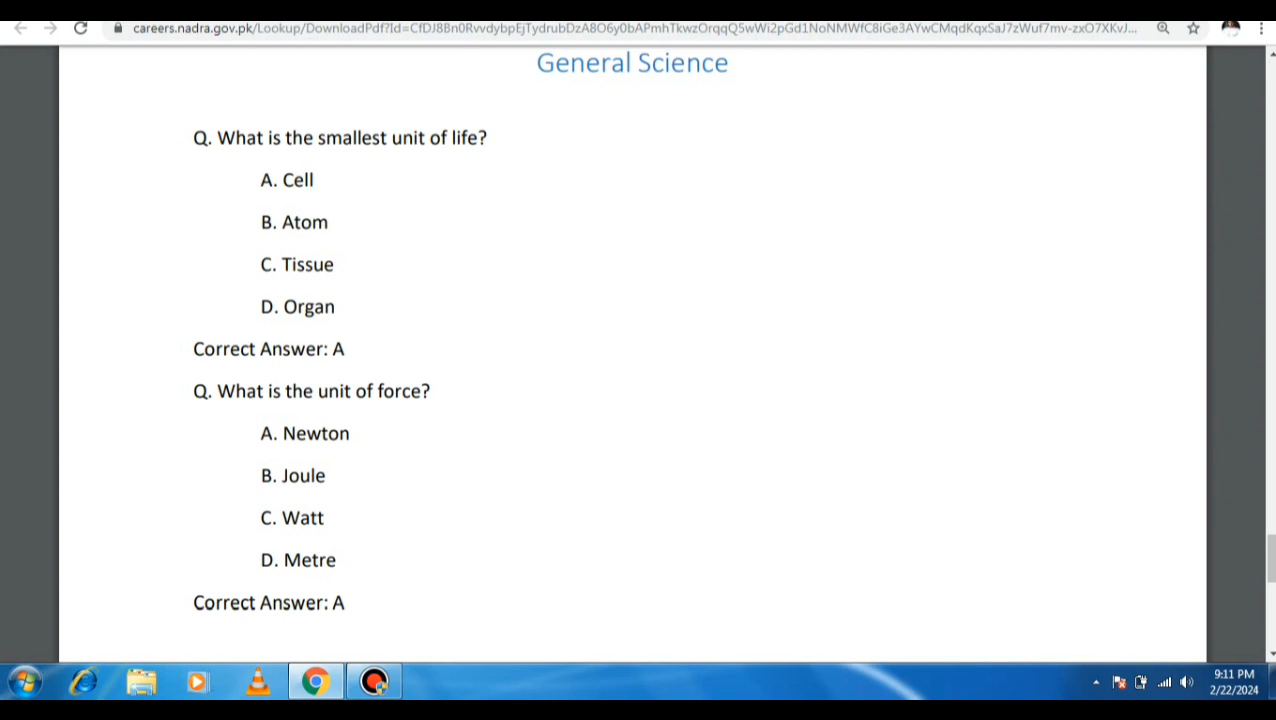 careers.nadra.gov.pk/Lookup/DownloadPdf?Id=CfDJ8Bn0RvvdybpEjTydrubDzA8O6y0bAPmhTkwzOrqqQ5wWi2pGd1NoNMWfC8iGe3AYwCMqdKqxSaJ7zWuf7mv-zxO7XKvJ...
General Science
Q. What is the smallest unit of life?
A. Cell
B. Atom
C. Tissue
D. Organ
Correct Answer: A
Q. What is the unit of force?
A. Newton
B. Joule
C. Watt
D. Metre
Correct Answer: A
9:11 PM
2/22/2024